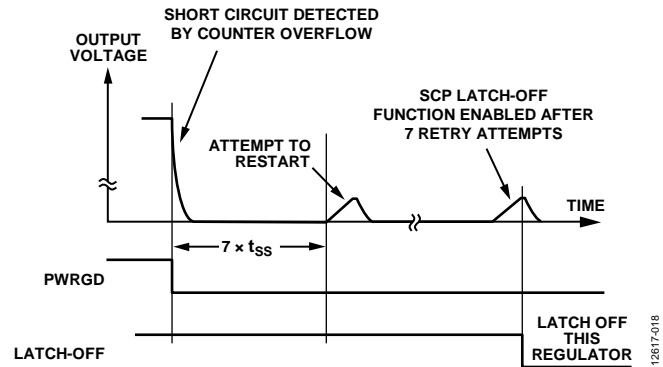 SHORT CIRCUIT DETECTED
BY COUNTER OVERFLOW
OUTPUT
VOLTAGE
SCP LATCH-OFF
FUNCTION ENABLED AFTER
7 RETRY ATTEMPTS
ATTEMPT TO
RESTART
TIME
7 × tSS
PWRGD
LATCH-OFF
LATCH OFF
THIS
REGULATOR
12617-018